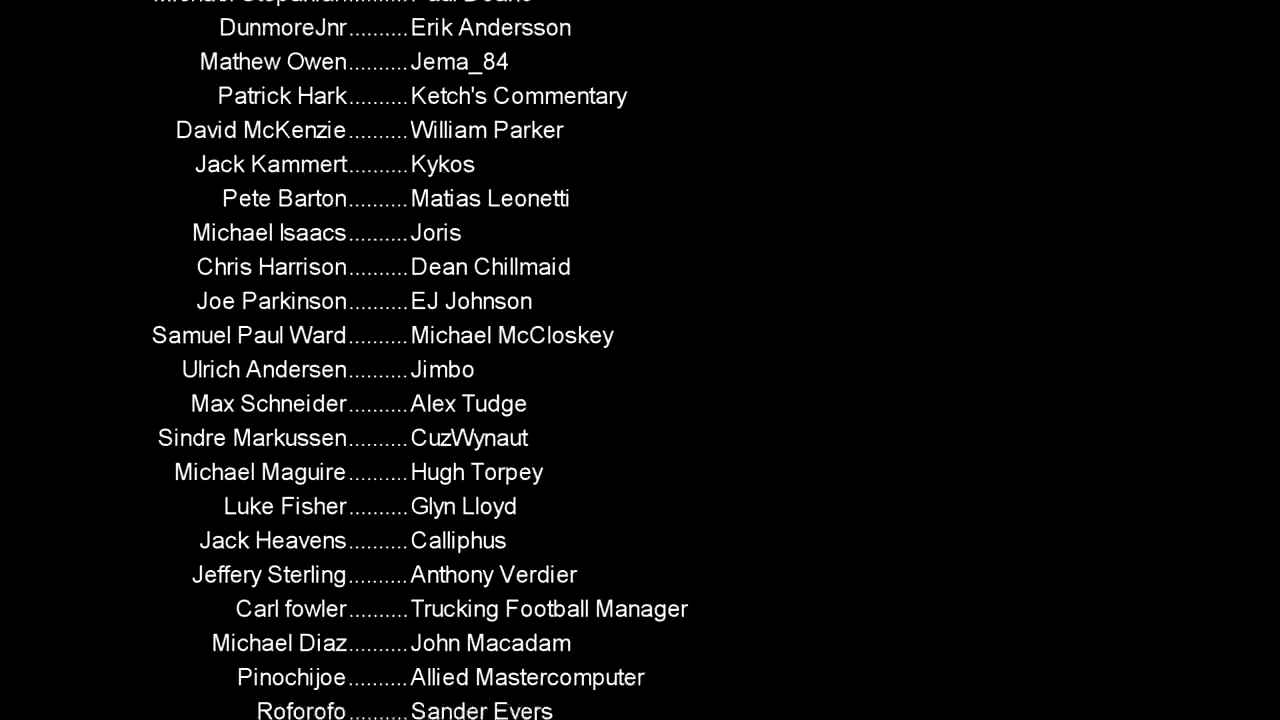 DunmoreJnr..........Erik Andersson
Mathew Owen..........Jema_84
Patrick Hark..........Ketch's Commentary
David McKenzie..........William Parker
Jack Kammert..........Kykos
Pete Barton..........Matias Leonetti
Michael Isaacs..........Joris
Chris Harrison..........Dean Chillmaid
Joe Parkinson..........EJ Johnson
Samuel Paul Ward..........Michael McCloskey
Ulrich Andersen..........Jimbo
Max Schneider..........Alex Tudge
Sindre Markussen..........CuzWynaut
Michael Maguire..........Hugh Torpey
Luke Fisher..........Glyn Lloyd
Jack Heavens..........Calliphus
Jeffery Sterling..........Anthony Verdier
Carl fowler..........Trucking Football Manager
Michael Diaz..........John Macadam
Pinochijoe..........Allied Mastercomputer
Roforofo..........Sander Evers